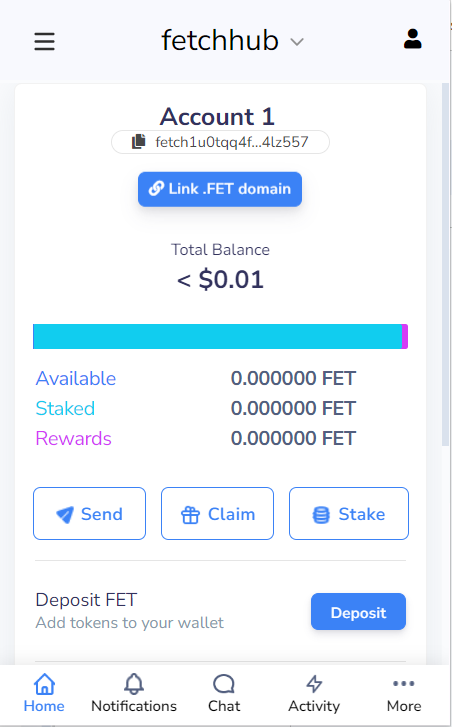 fetchhub
Account 1
fetch1u0tqq4f...4lz557
Link .FET domain
Total Balance
< $0.01
Available 0.000000 FET
Staked 0.000000 FET
Rewards 0.000000 FET
Send Claim Stake
Deposit FET
Add tokens to your wallet
Deposit
Home Notifications Chat Activity More